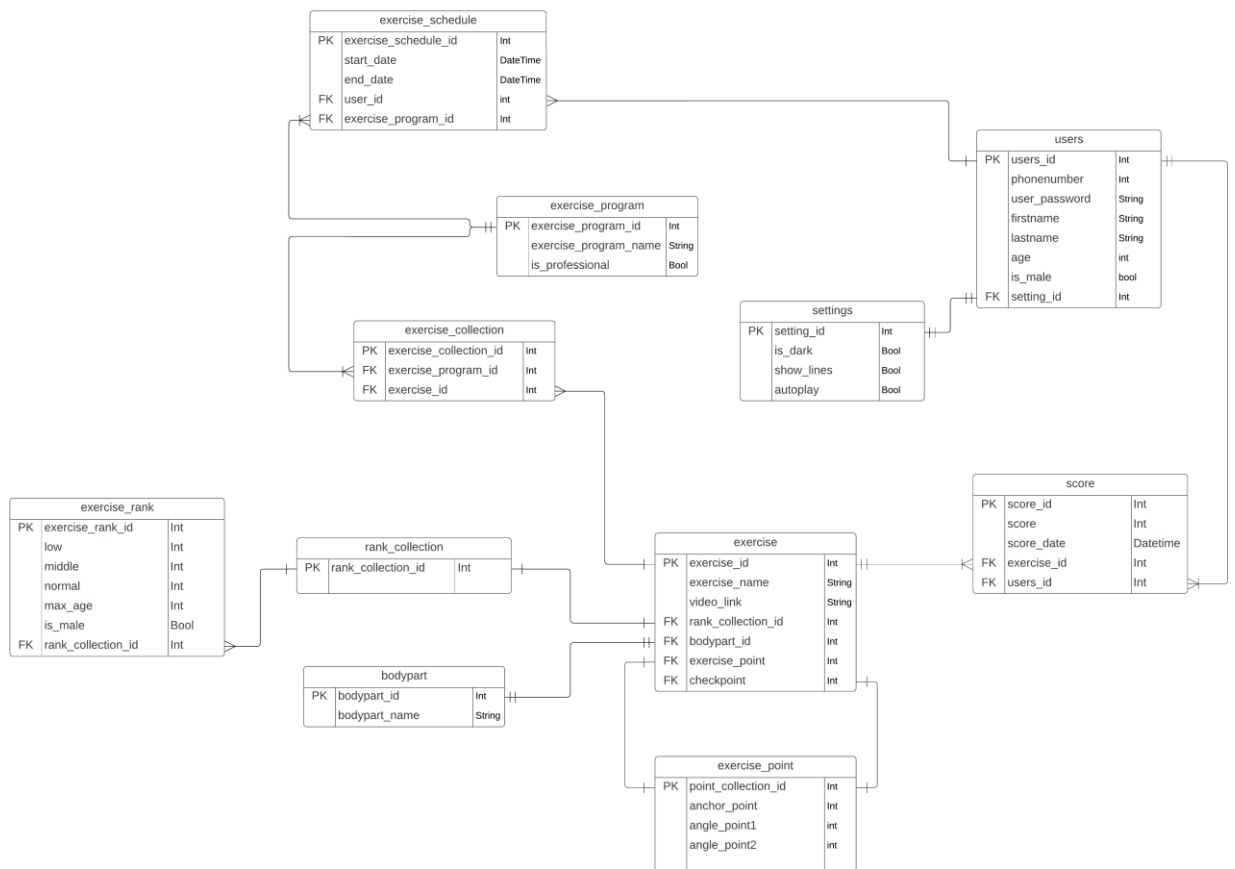 exercise_schedule
PK exercise_schedule_id Int
start_date DateTime
end_date DateTime
FK user_id int
FK exercise_program_id Int
users
PK users_id Int
phonenumber Int
user_password String
firstname String
lastname String
age int
is_male bool
FK setting_id Int
exercise_program
PK exercise_program_id Int
exercise_program_name String
is_professional Bool
settings
PK setting_id Int
is_dark Bool
show_lines Bool
autoplay Bool
exercise_collection
PK exercise_collection_id Int
FK exercise_program_id Int
FK exercise_id Int
score
PK score_id Int
score Int
score_date Datetime
FK exercise_id Int
FK users_id Int
exercise_rank
PK exercise_rank_id Int
low Int
middle Int
normal Int
max_age Int
is_male Bool
FK rank_collection_id Int
rank_collection
PK rank_collection_id Int
exercise
PK exercise_id Int
exercise_name String
video_link String
FK rank_collection_id Int
FK bodypart_id Int
FK exercise_point Int
FK checkpoint Int
bodypart
PK bodypart_id Int
bodypart_name String
exercise_point
PK point_collection_id Int
anchor_point Int
angle_point1 int
angle_point2 int